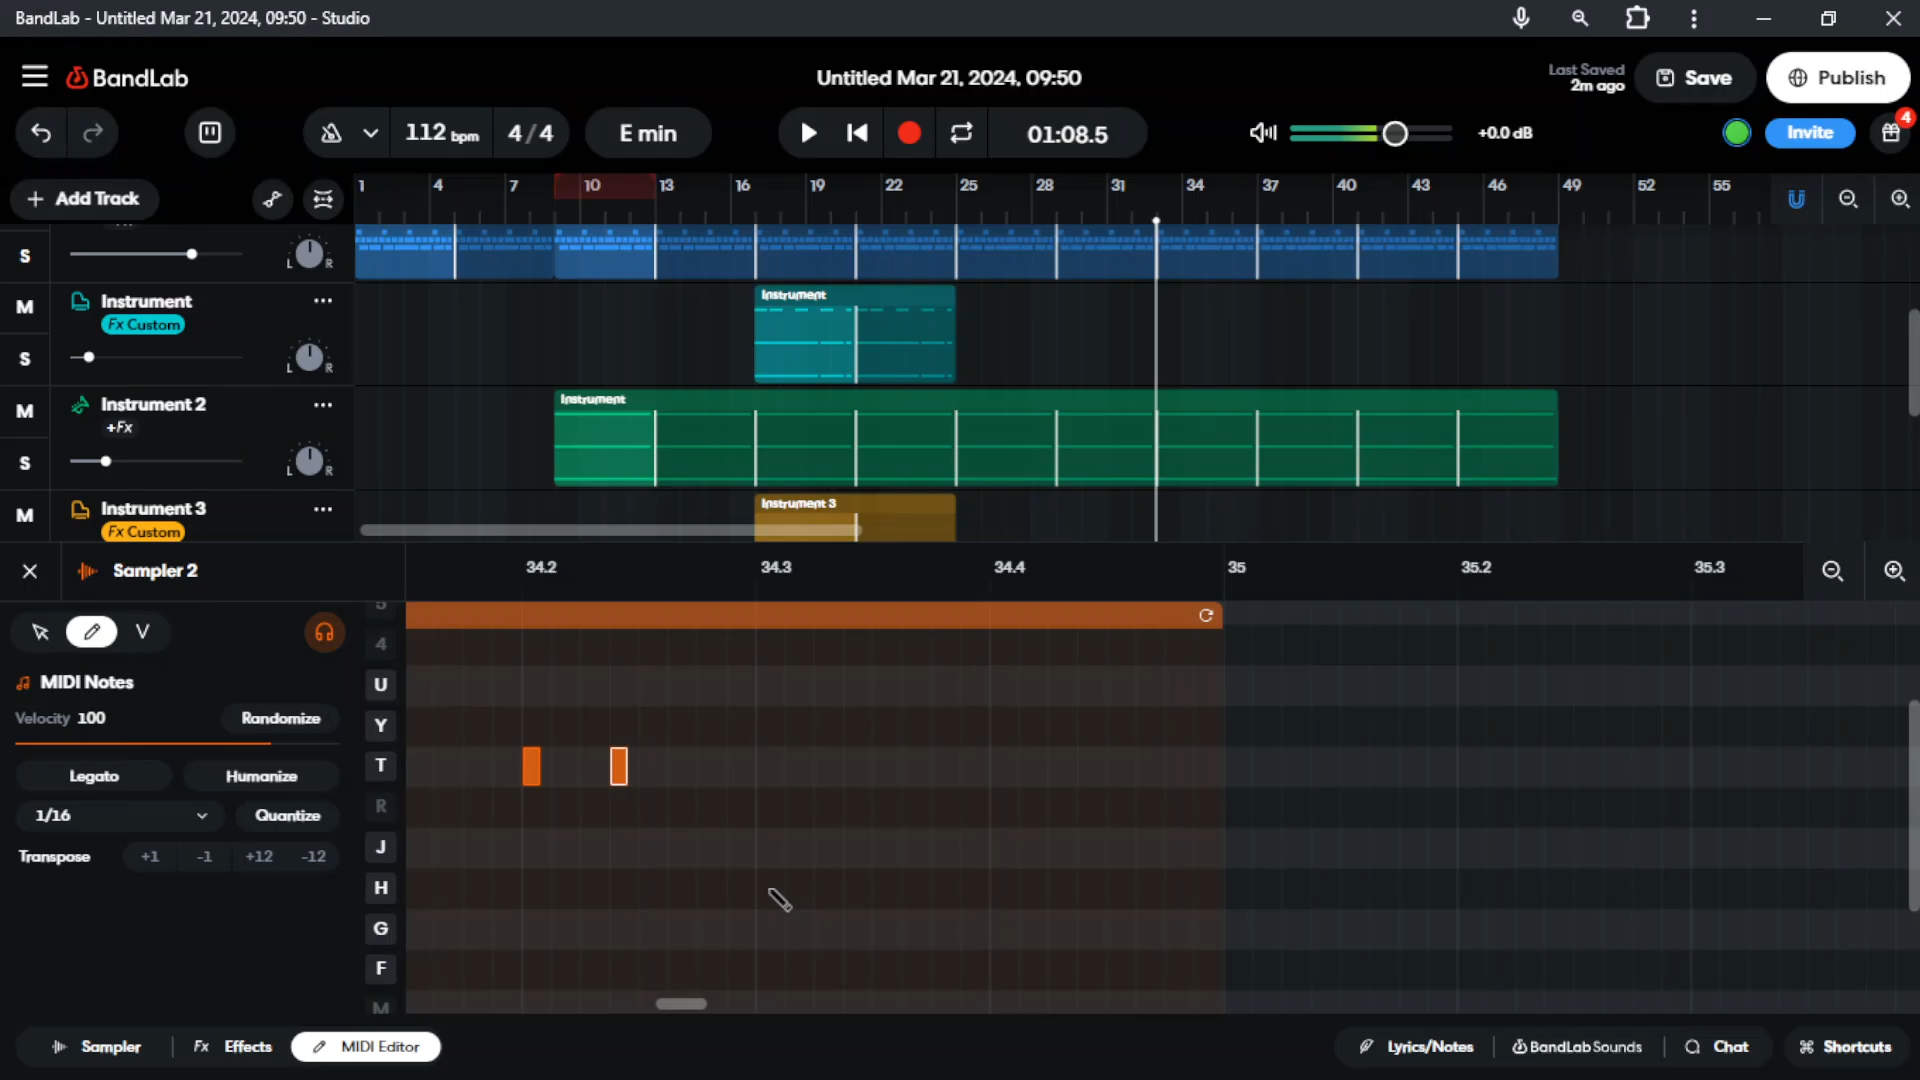 BandLab - Untitled Mar 21, 2024, 09:50 - Studio
BandLab
Untitled Mar 21, 2024, 09:50
Last Saved
2m ago
Save
Publish
112 bpm
4/4
E min
01:08.5
+0.0 dB
Invite
4
+ Add Track
1 4 7 10 13 16 19 22 25 28 31 34 37 40 43 46 49 52 55
S
L R
M
Instrument
Fx Custom
S
L R
Instrument
M
Instrument 2
+Fx
S
L R
Instrument
M
Instrument 3
Fx Custom
Instrument 3
Sampler 2
34.2 34.3 34.4 35 35.2 35.3
V
MIDI Notes
Velocity 100
Randomize
Legato
Humanize
1/16
Quantize
Transpose
+1 -1 +12 -12
5
4
U
Y
T
R
J
H
G
F
M
Sampler
Fx Effects
MIDI Editor
Lyrics/Notes
BandLab Sounds
Chat
Shortcuts